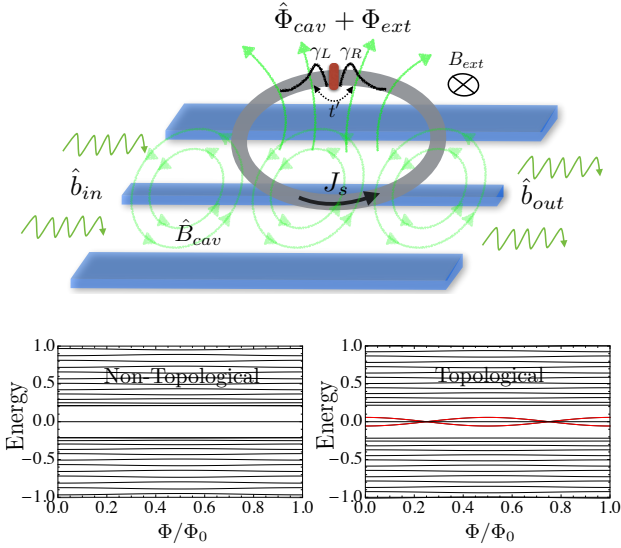 Φ̂_cav + Φ_ext
γ_L γ_R
B_ext
t′
b̂_in
J_s
b̂_out
B̂_cav
Energy
1.0
0.5
0.0
−0.5
−1.0
Non-Topological
0.0 0.2 0.4 0.6 0.8 1.0
Φ/Φ_0
Energy
1.0
0.5
0.0
−0.5
−1.0
Topological
0.0 0.2 0.4 0.6 0.8 1.0
Φ/Φ_0